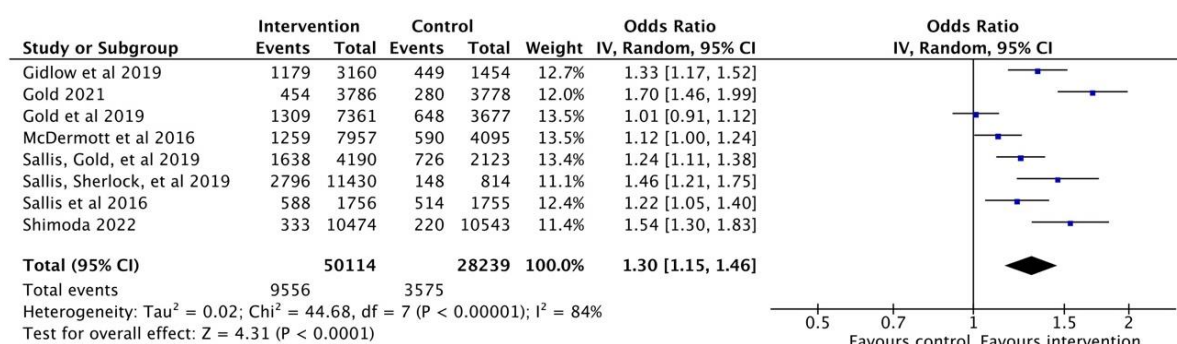 Intervention Control Odds Ratio Odds Ratio
Study or Subgroup Events Total Events Total Weight IV, Random, 95% CI IV, Random, 95% CI
Gidlow et al 2019 1179 3160 449 1454 12.7% 1.33 [1.17, 1.52]
Gold 2021 454 3786 280 3778 12.0% 1.70 [1.46, 1.99]
Gold et al 2019 1309 7361 648 3677 13.5% 1.01 [0.91, 1.12]
McDermott et al 2016 1259 7957 590 4095 13.5% 1.12 [1.00, 1.24]
Sallis, Gold, et al 2019 1638 4190 726 2123 13.4% 1.24 [1.11, 1.38]
Sallis, Sherlock, et al 2019 2796 11430 148 814 11.1% 1.46 [1.21, 1.75]
Sallis et al 2016 588 1756 514 1755 12.4% 1.22 [1.05, 1.40]
Shimoda 2022 333 10474 220 10543 11.4% 1.54 [1.30, 1.83]
Total (95% CI) 50114 28239 100.0% 1.30 [1.15, 1.46]
Total events 9556 3575
Heterogeneity: Tau² = 0.02; Chi² = 44.68, df = 7 (P < 0.00001); I² = 84%
Test for overall effect: Z = 4.31 (P < 0.0001)
0.5 0.7 1 1.5 2
Favours control Favours intervention